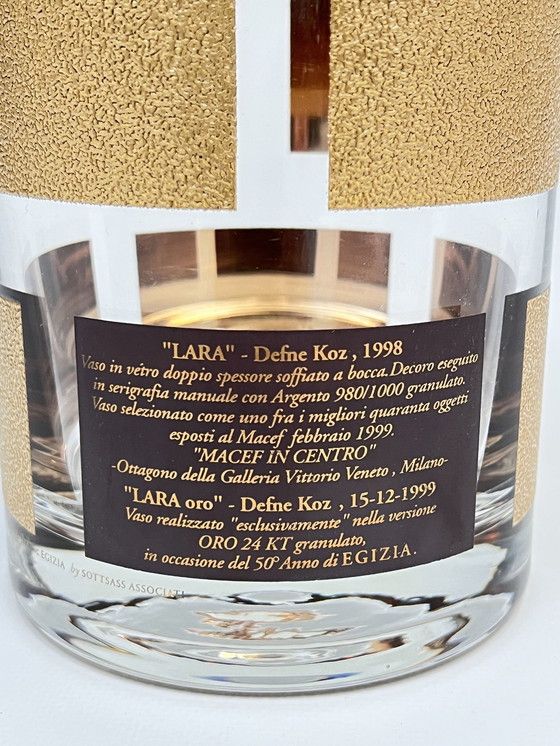 "LARA" - Defne Koz , 1998
Vaso in vetro doppio spessore soffiato a bocca.Decoro eseguito
in serigrafia manuale con Argento 980/1000 granulato.
Vaso selezionato come uno fra i migliori quaranta oggetti
esposti al Macef febbraio 1999.
"MACEF IN CENTRO"
-Ottagono della Galleria Vittorio Veneto , Milano-
"LARA oro" - Defne Koz , 15-12-1999
Vaso realizzato "esclusivamente" nella versione
ORO 24 KT granulato,
in occasione del 50° Anno di EGIZIA.
EGIZIA by SOTTSASS ASSOCIATI